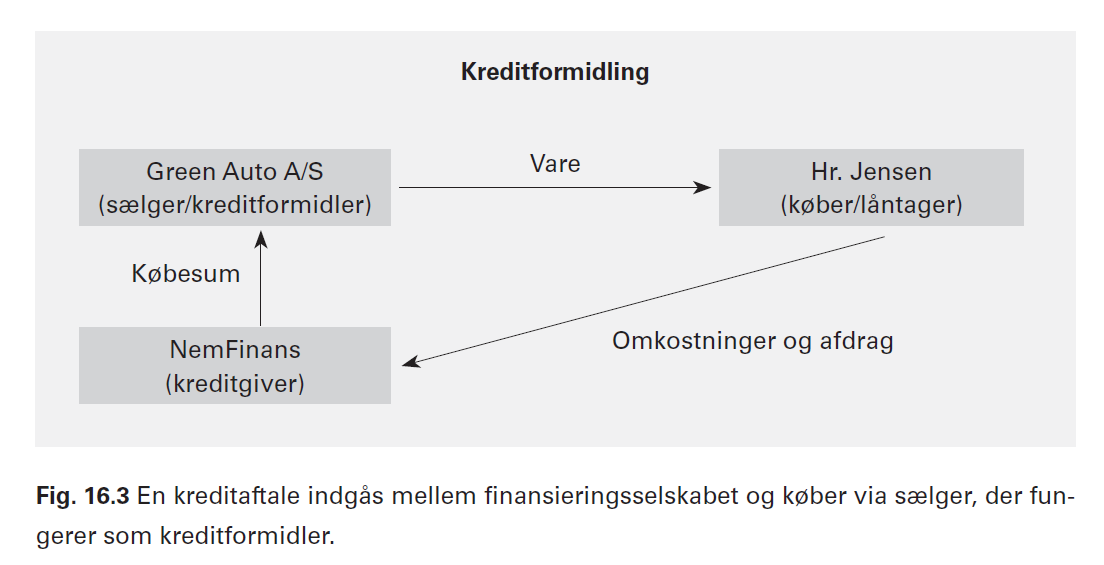 Kreditformidling
Green Auto A/S
(sælger/kreditformidler)
Vare
Hr. Jensen
(køber/låntager)
Købesum
NemFinans
(kreditgiver)
Omkostninger og afdrag
Fig. 16.3 En kreditaftale indgås mellem finansieringsselskabet og køber via sælger, der fun-
gerer som kreditformidler.